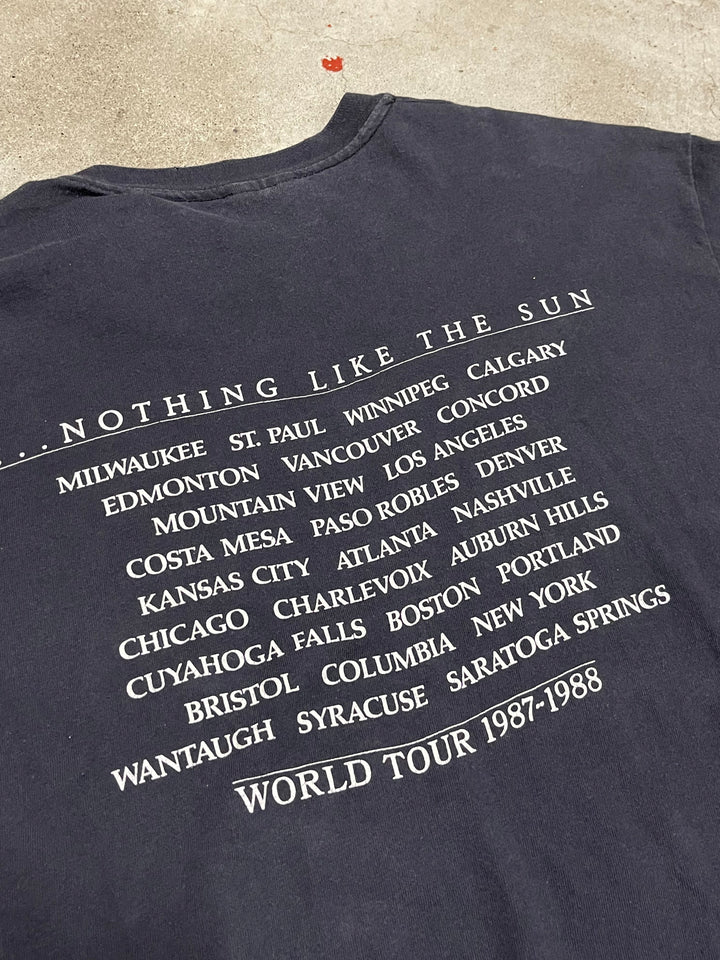 ...NOTHING LIKE THE SUN
MILWAUKEE ST. PAUL WINNIPEG CALGARY
EDMONTON VANCOUVER CONCORD
MOUNTAIN VIEW LOS ANGELES
COSTA MESA PASO ROBLES DENVER
KANSAS CITY ATLANTA NASHVILLE
CHICAGO CHARLEVOIX AUBURN HILLS
CUYAHOGA FALLS BOSTON PORTLAND
BRISTOL COLUMBIA NEW YORK
WANTAUGH SYRACUSE SARATOGA SPRINGS
WORLD TOUR 1987-1988